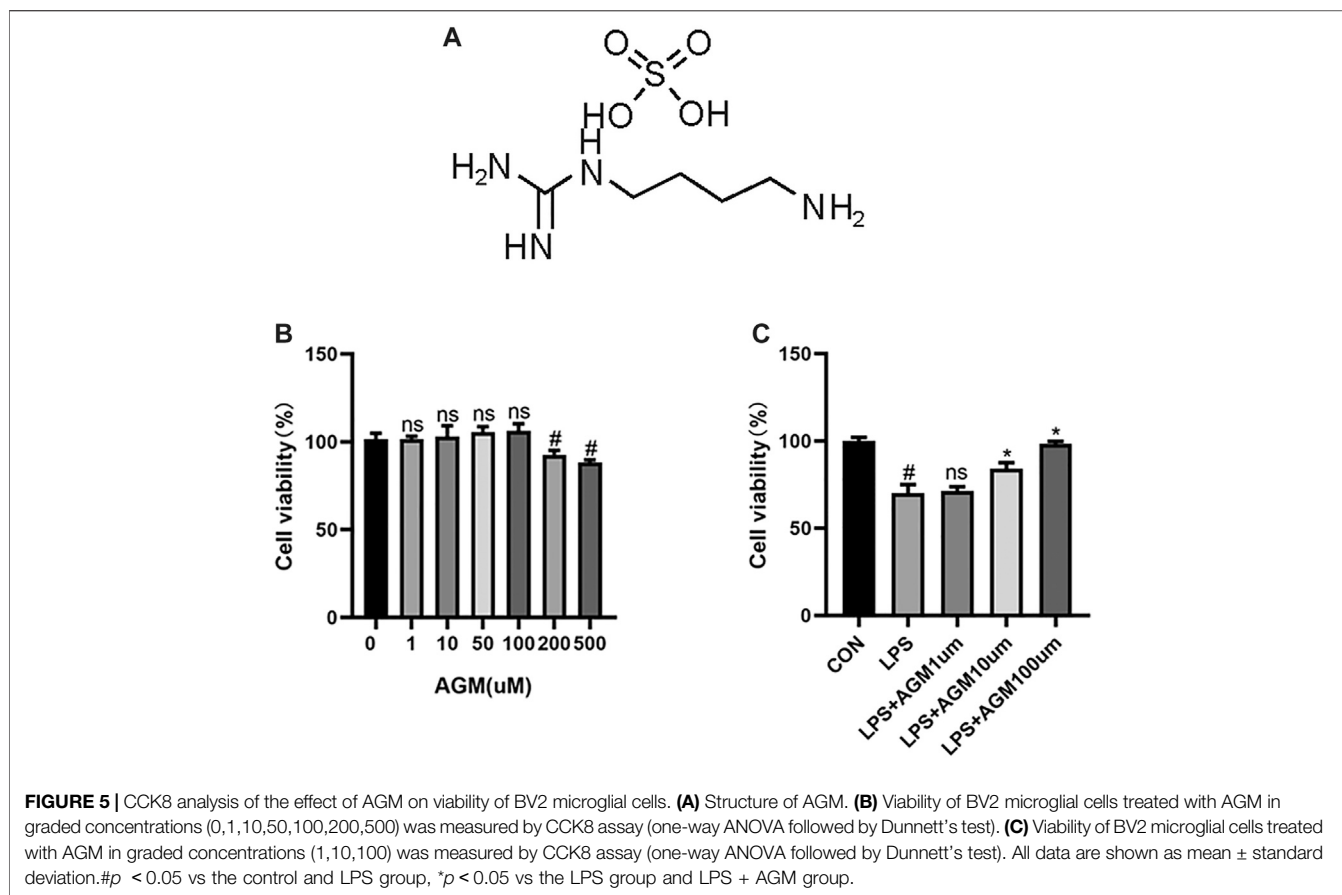 A
O O
S
HO OH
H
H₂N N
NH₂
HN
B
Cell viability (%)
150
100
50
0
ns ns ns ns # #
0 1 10 50 100 200 500
AGM(uM)
C
Cell viability (%)
150
100
50
0
# ns * *
CON LPS LPS+AGM1um LPS+AGM10um LPS+AGM100um
FIGURE 5 | CCK8 analysis of the effect of AGM on viability of BV2 microglial cells. (A) Structure of AGM. (B) Viability of BV2 microglial cells treated with AGM in
graded concentrations (0,1,10,50,100,200,500) was measured by CCK8 assay (one-way ANOVA followed by Dunnett's test). (C) Viability of BV2 microglial cells treated
with AGM in graded concentrations (1,10,100) was measured by CCK8 assay (one-way ANOVA followed by Dunnett's test). All data are shown as mean ± standard
deviation.#p < 0.05 vs the control and LPS group, *p < 0.05 vs the LPS group and LPS + AGM group.